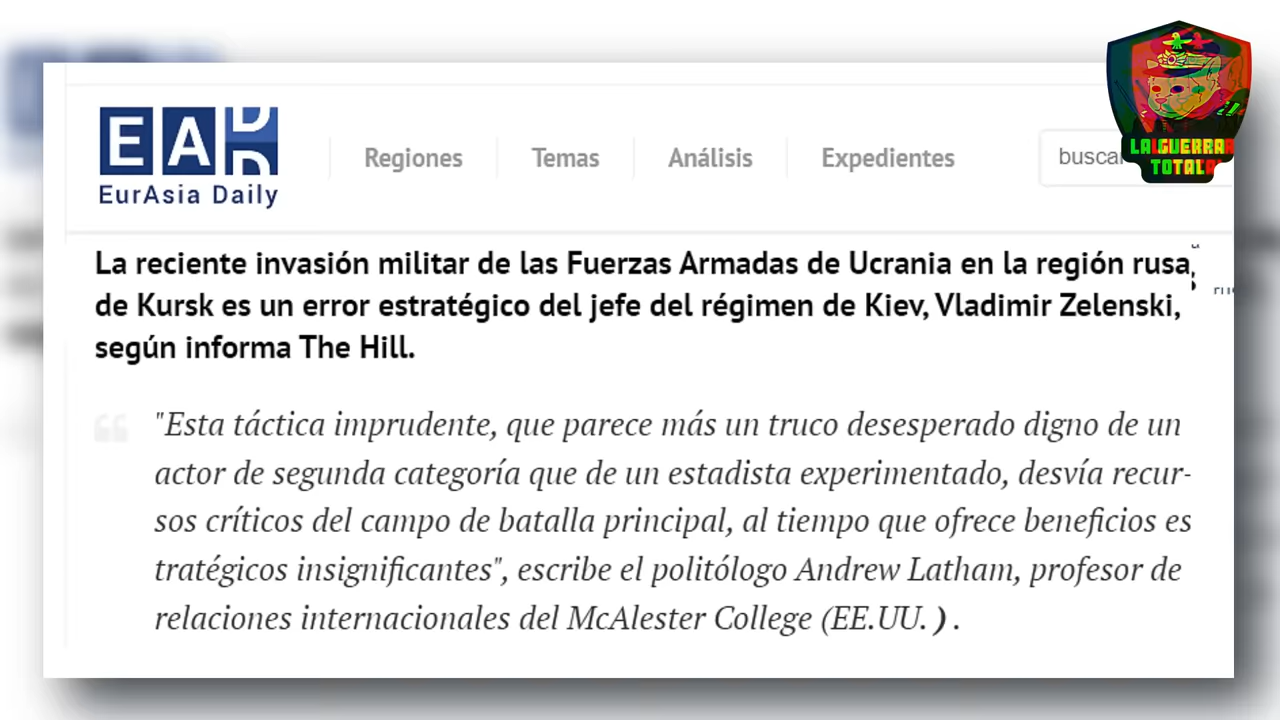 LA GUERRA
TOTAL
EAD
EurAsia Daily
Regiones
Temas
Análisis
Expedientes
buscar
La reciente invasión militar de las Fuerzas Armadas de Ucrania en la región rusa
de Kursk es un error estratégico del jefe del régimen de Kiev, Vladimir Zelenski,
según informa The Hill.
"Esta táctica imprudente, que parece más un truco desesperado digno de un
actor de segunda categoría que de un estadista experimentado, desvía recur-
sos críticos del campo de batalla principal, al tiempo que ofrece beneficios es
tratégicos insignificantes", escribe el politólogo Andrew Latham, profesor de
relaciones internacionales del McAlester College (EE.UU. ) .